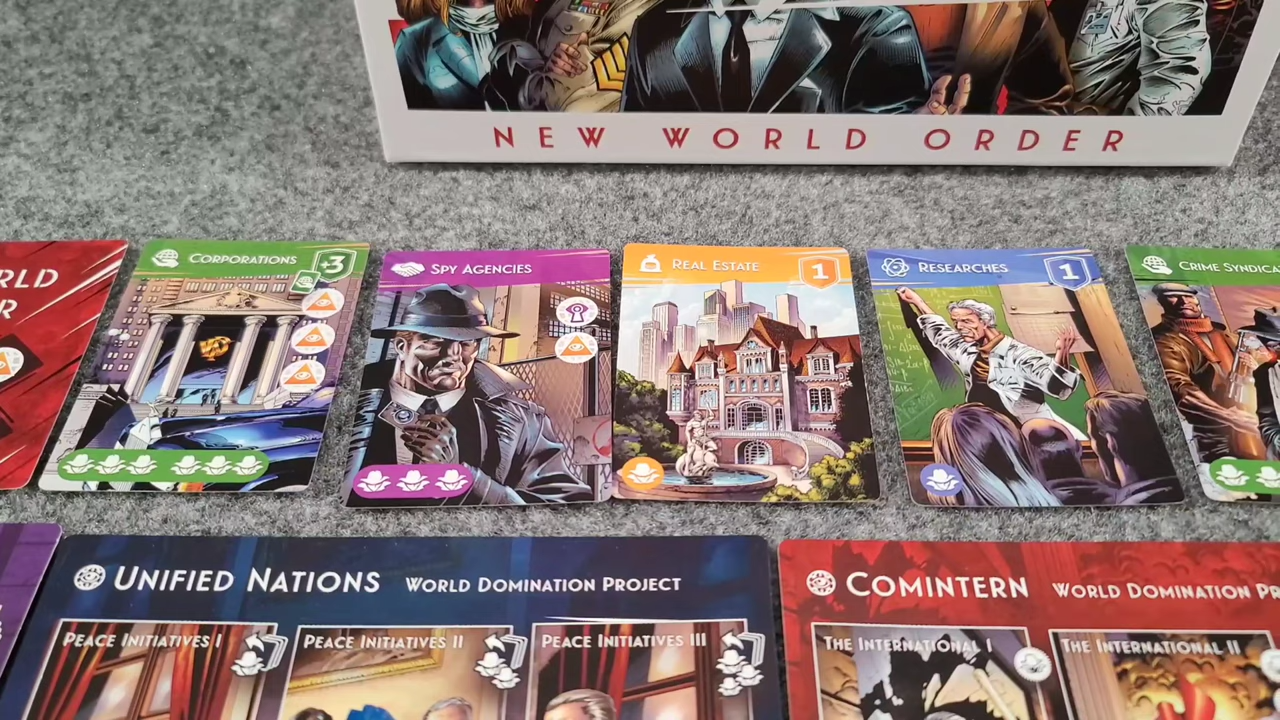 NEW WORLD ORDER
CORPORATIONS +3
SPY AGENCIES
REAL ESTATE 1
RESEARCHES 1
CRIME SYNDICA
UNIFIED NATIONS WORLD DOMINATION PROJECT
COMINTERN WORLD DOMINATION PR
PEACE INITIATIVES I
PEACE INITIATIVES II
PEACE INITIATIVES III
THE INTERNATIONAL I
THE INTERNATIONAL II